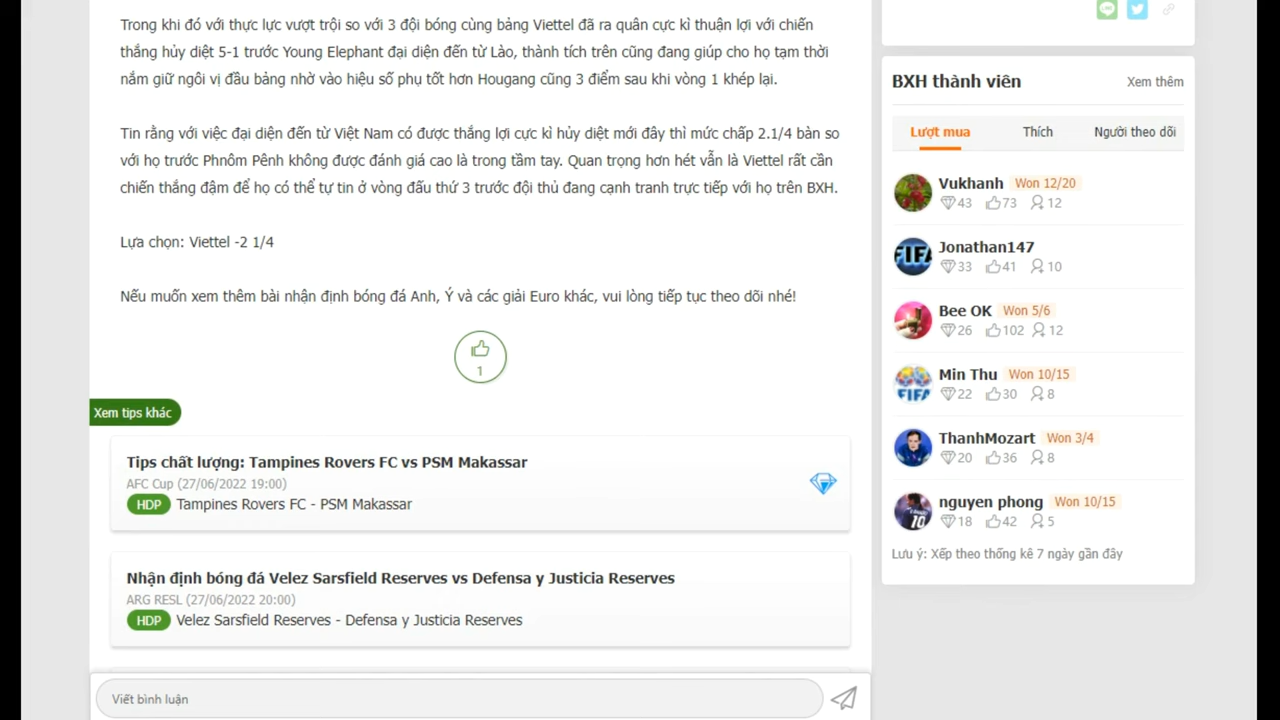 Trong khi đó với thực lực vượt trội so với 3 đội bóng cùng bảng Viettel đã ra quân cực kì thuận lợi với chiến
thắng hủy diệt 5-1 trước Young Elephant đại diện đến từ Lào, thành tích trên cũng đang giúp cho họ tạm thời
nắm giữ ngôi vị đầu bảng nhờ vào hiệu số phụ tốt hơn Hougang cũng 3 điểm sau khi vòng 1 khép lại.
Tin rằng với việc đại diện đến từ Việt Nam có được thắng lợi cực kì hủy diệt mới đây thì mức chấp 2.1/4 bàn so
với họ trước Phnôm Pênh không được đánh giá cao là trong tầm tay. Quan trọng hơn hết vẫn là Viettel rất cần
chiến thắng đậm để họ có thể tự tin ở vòng đấu thứ 3 trước đội thủ đang cạnh tranh trực tiếp với họ trên BXH.
Lựa chọn: Viettel -2 1/4
Nếu muốn xem thêm bài nhận định bóng đá Anh, Ý và các giải Euro khác, vui lòng tiếp tục theo dõi nhé!
1
Xem tips khác
Tips chất lượng: Tampines Rovers FC vs PSM Makassar
AFC Cup (27/06/2022 19:00)
HDP Tampines Rovers FC - PSM Makassar
Nhận định bóng đá Velez Sarsfield Reserves vs Defensa y Justicia Reserves
ARG RESL (27/06/2022 20:00)
HDP Velez Sarsfield Reserves - Defensa y Justicia Reserves
Viết bình luận
BXH thành viên Xem thêm
Lượt mua Thích Người theo dõi
Vukhanh Won 12/20
43 73 12
Jonathan147
33 41 10
Bee OK Won 5/6
26 102 12
Min Thu Won 10/15
22 30 8
ThanhMozart Won 3/4
20 36 8
nguyen phong Won 10/15
18 42 5
Lưu ý: Xếp theo thống kê 7 ngày gần đây
FIFA
FIFA
10